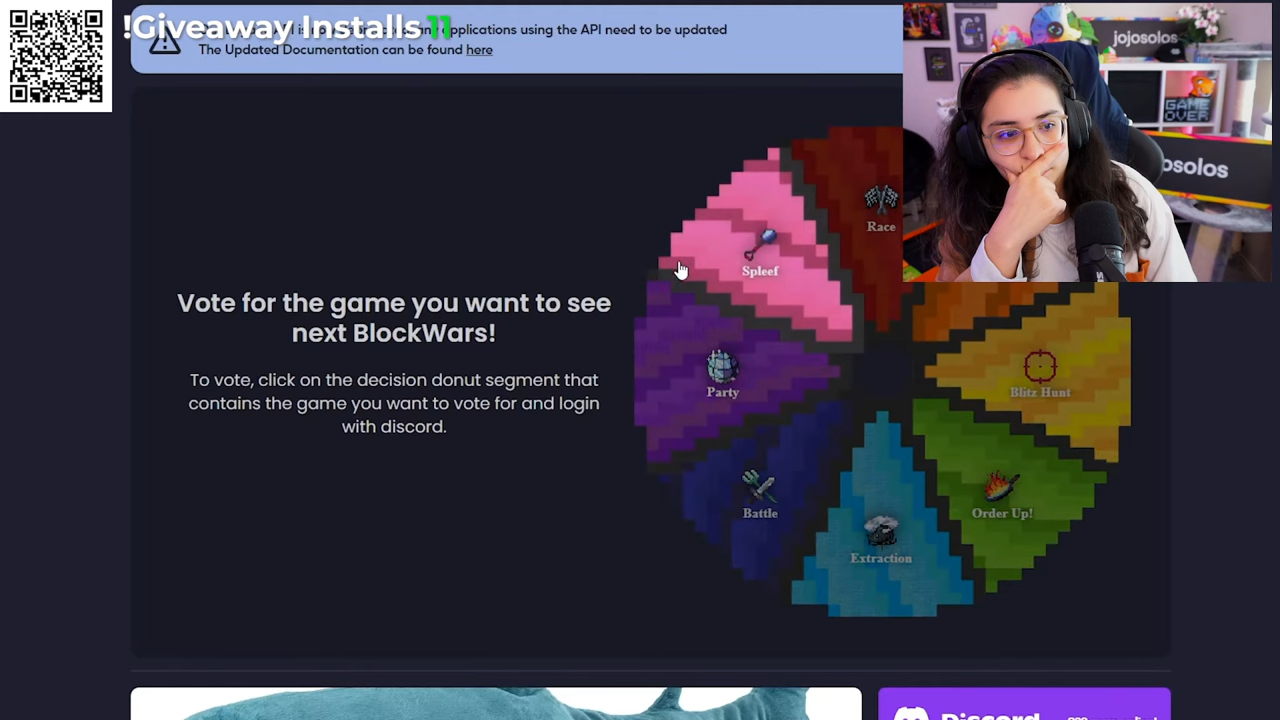 !Giveaway Installs 11
applications using the API need to be updated
The Updated Documentation can be found here
jojosolos
GAME
OVER
josolos
Race
Spleef
Vote for the game you want to see
next BlockWars!
Party
Blitz Hunt
To vote, click on the decision donut segment that
contains the game you want to vote for and login
with discord.
Battle
Order Up!
Extraction
Discord